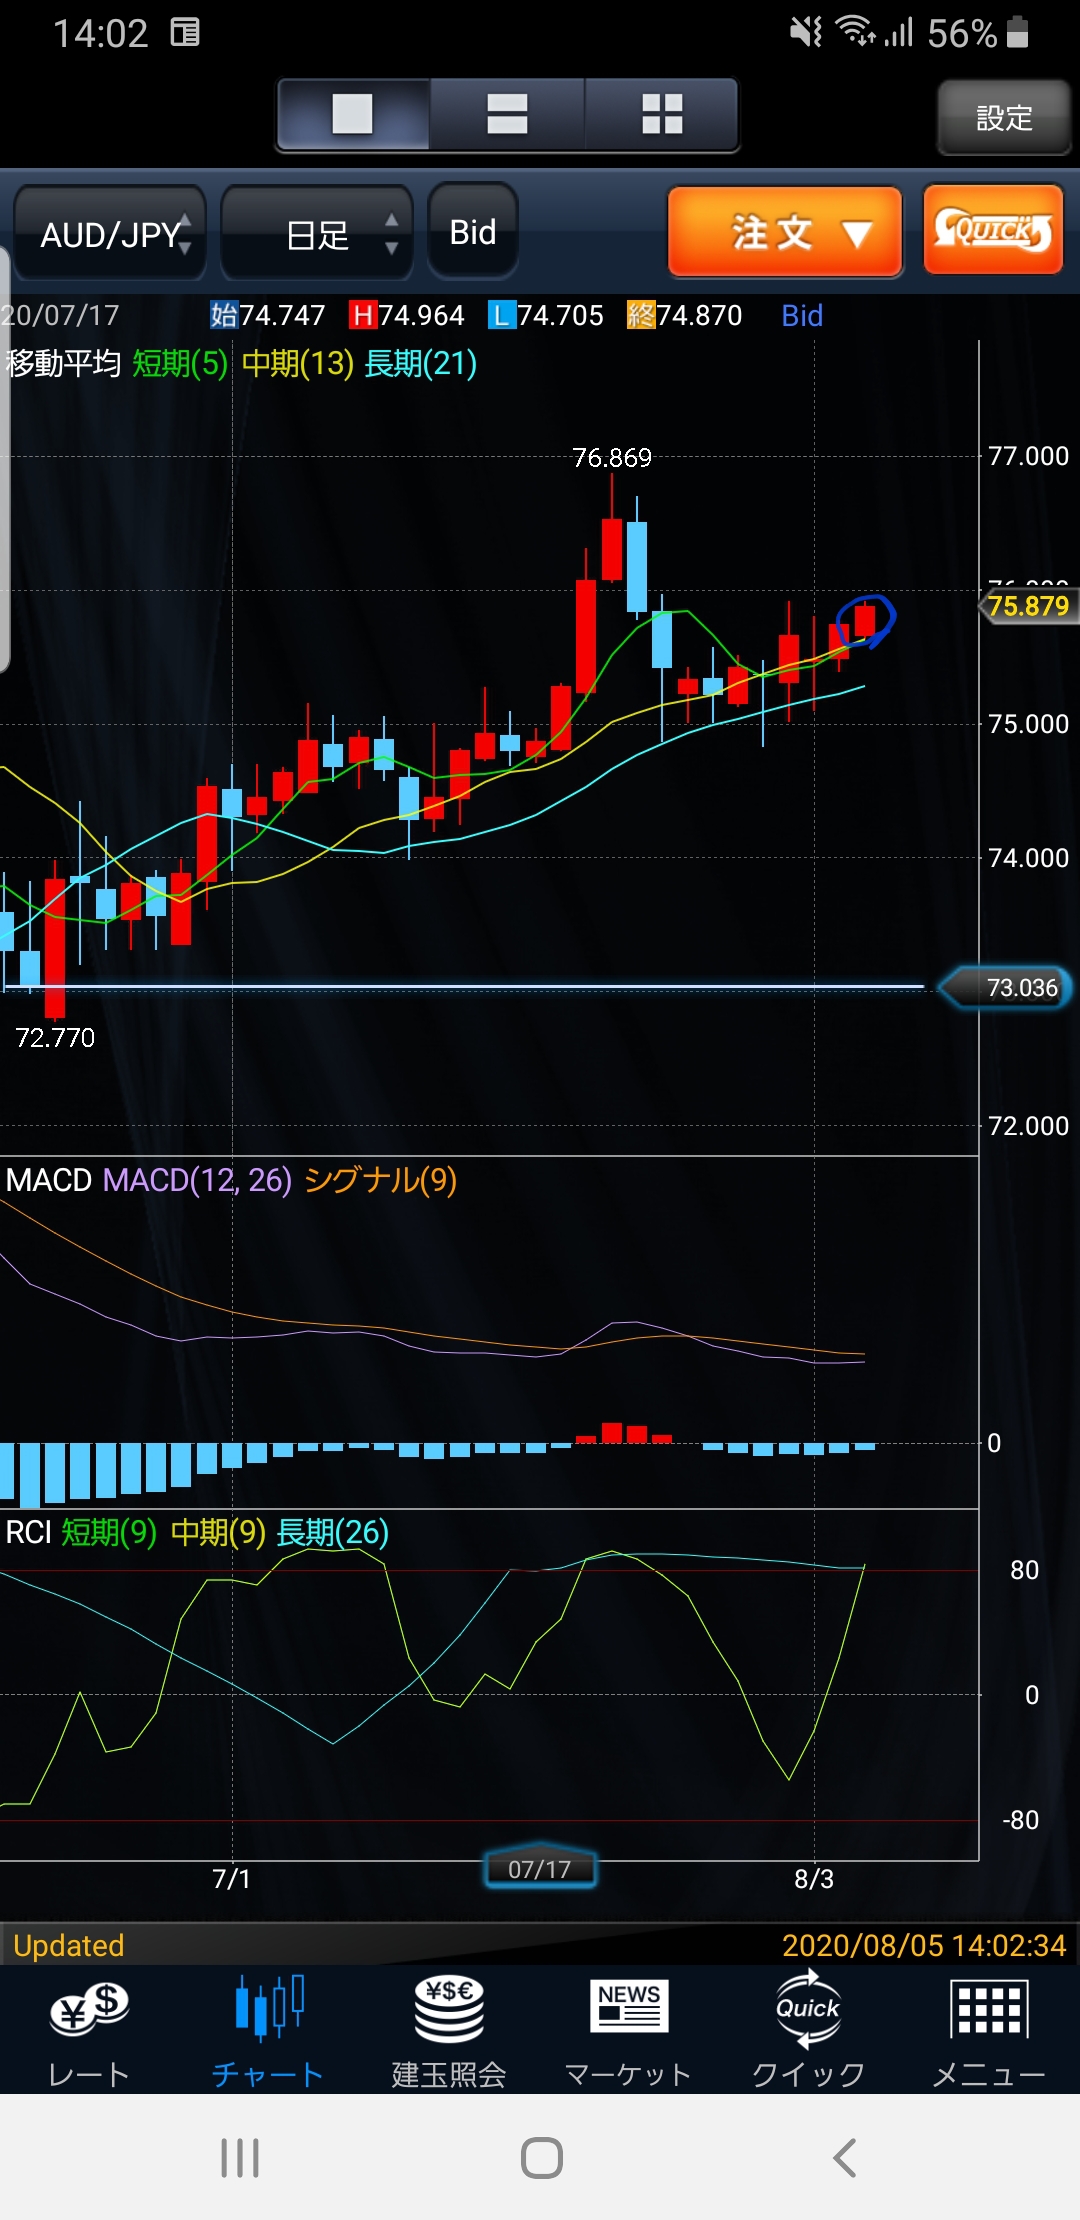 14:02 56%
設定
AUD/JPY 日足 Bid 注文 QUICK
20/07/17 始74.747 H74.964 L74.705 終74.870 Bid
移動平均 短期(5) 中期(13) 長期(21)
76.869
77.000
75.879
75.000
74.000
73.036
72.770
72.000
MACD MACD(12, 26) シグナル(9)
0
RCI 短期(9) 中期(9) 長期(26)
80
0
-80
7/1 07/17 8/3
Updated 2020/08/05 14:02:34
¥ $ ¥$€ NEWS Quick
レート チャート 建玉照会 マーケット クイック メニュー